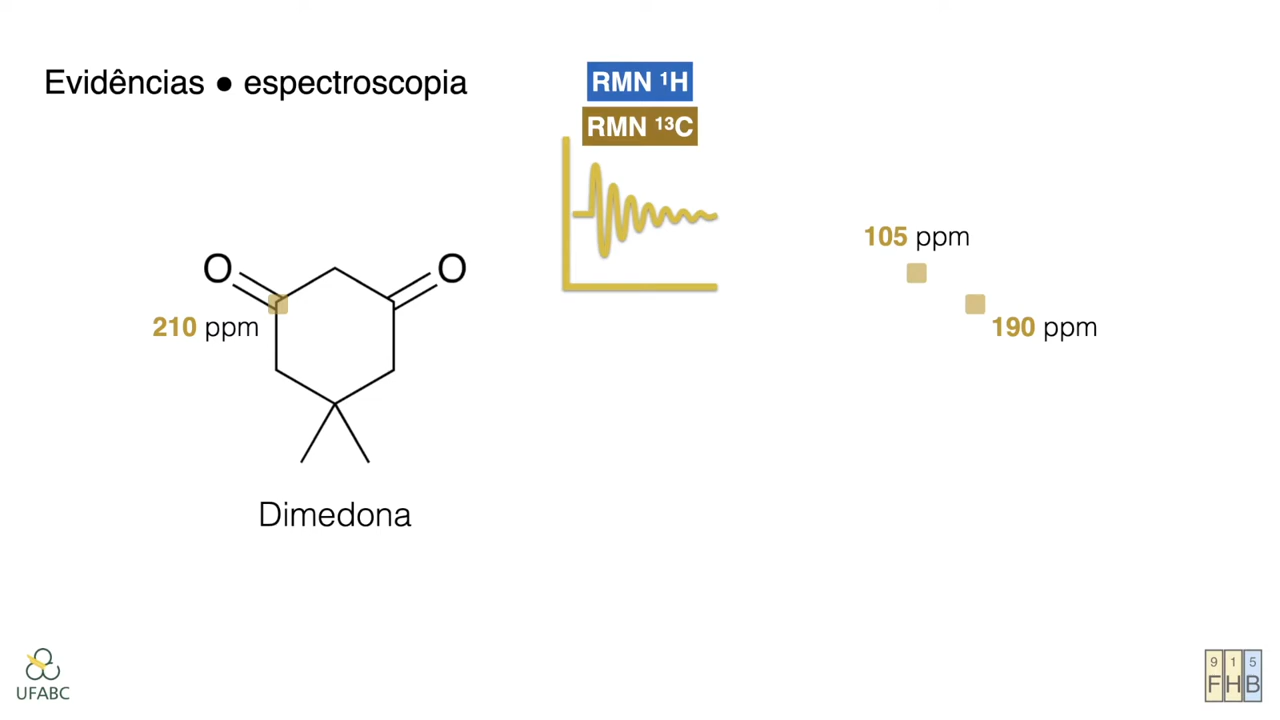 Evidências ● espectroscopia
RMN ¹H
RMN ¹³C
105 ppm
O
O
210 ppm
190 ppm
Dimedona
UFABC
9 1 5
F H B